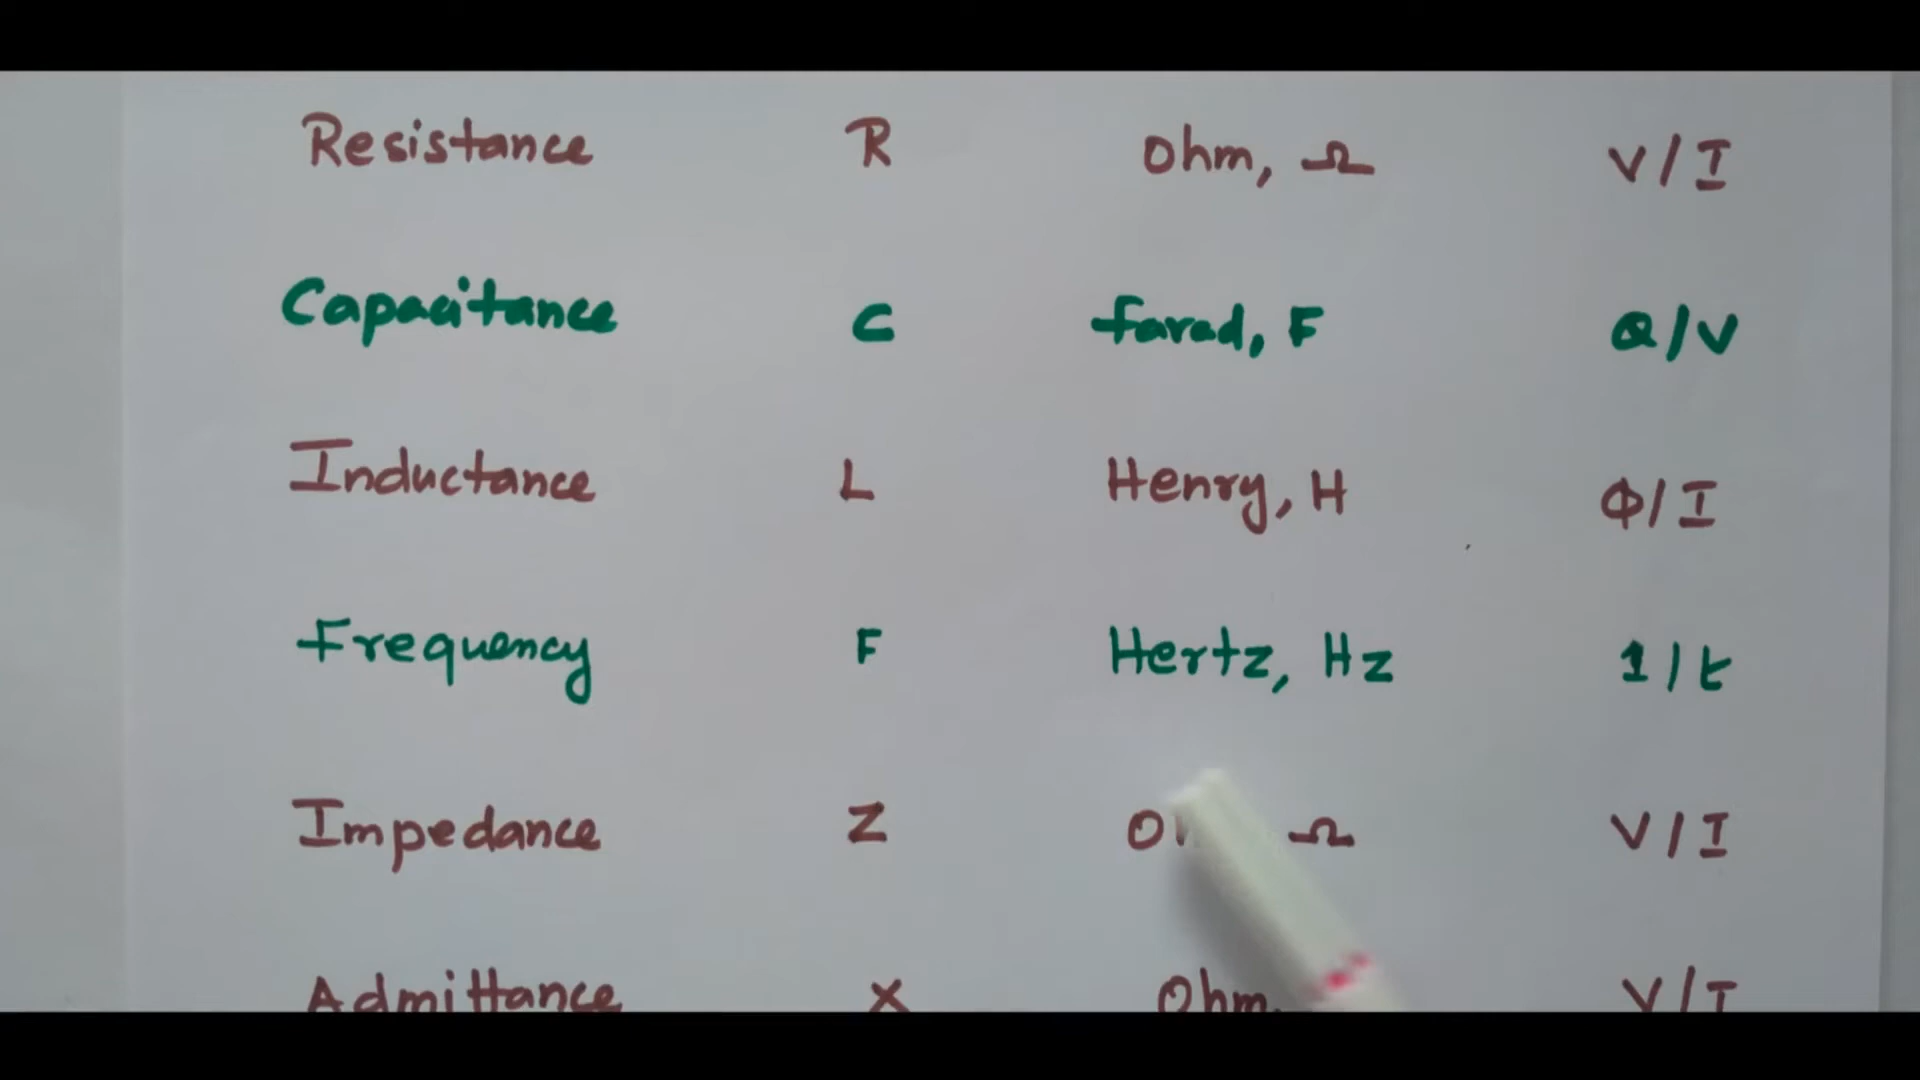 Resistance R Ohm, Ω V/I
Capacitance C farad, F Q/V
Inductance L Henry, H Φ/I
Frequency F Hertz, Hz 1/t
Impedance Z Ω V/I
Admittance X Ohm, V/I